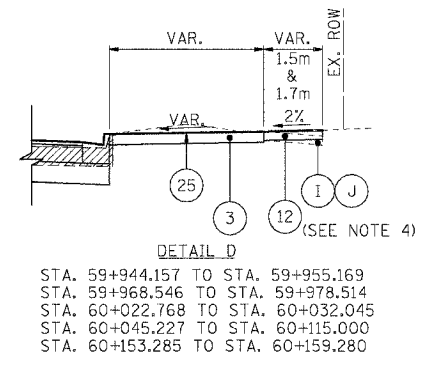 VAR. VAR.
1.5m
&
1.7m
EX. ROW
VAR. 2%
25
3
12
I J
(SEE NOTE 4)
DETAIL D
STA. 59+944.157 TO STA. 59+955.169
STA. 59+968.546 TO STA. 59+978.514
STA. 60+022.768 TO STA. 60+032.045
STA. 60+045.227 TO STA. 60+115.000
STA. 60+153.285 TO STA. 60+159.280